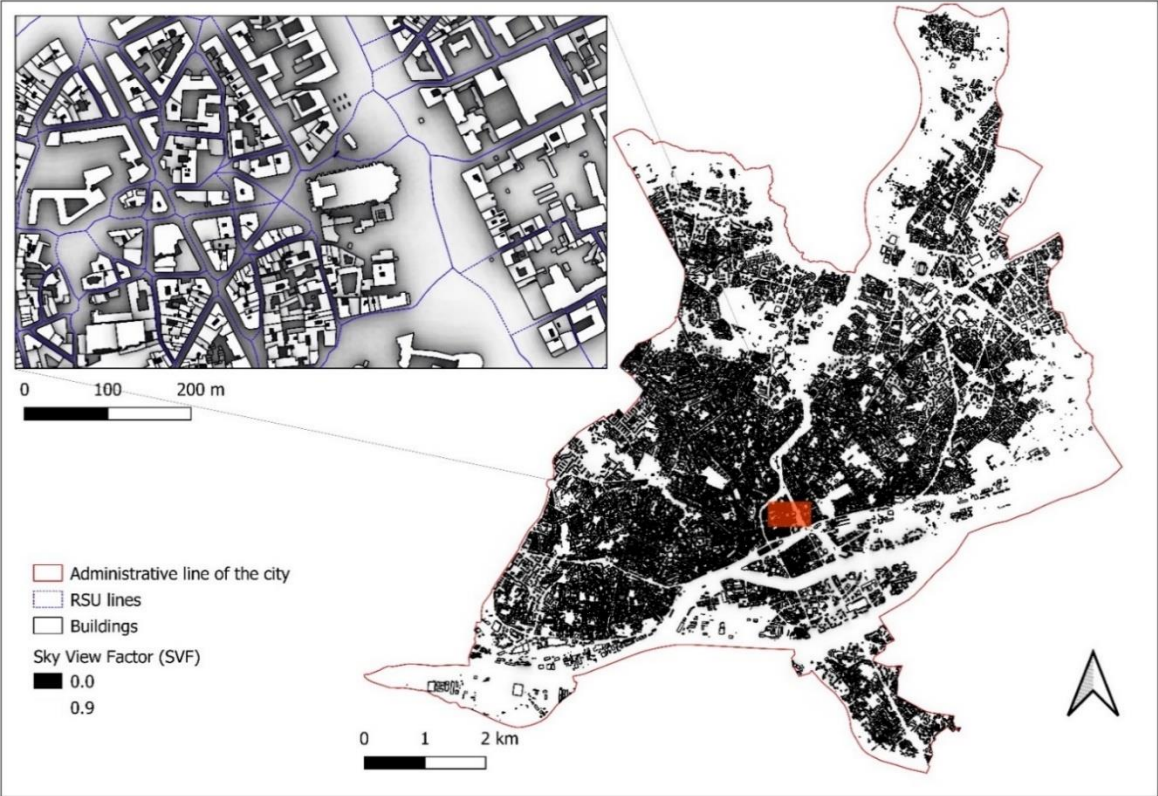 0 100 200 m
Administrative line of the city
RSU lines
Buildings
Sky View Factor (SVF)
0.0
0.9
0 1 2 km